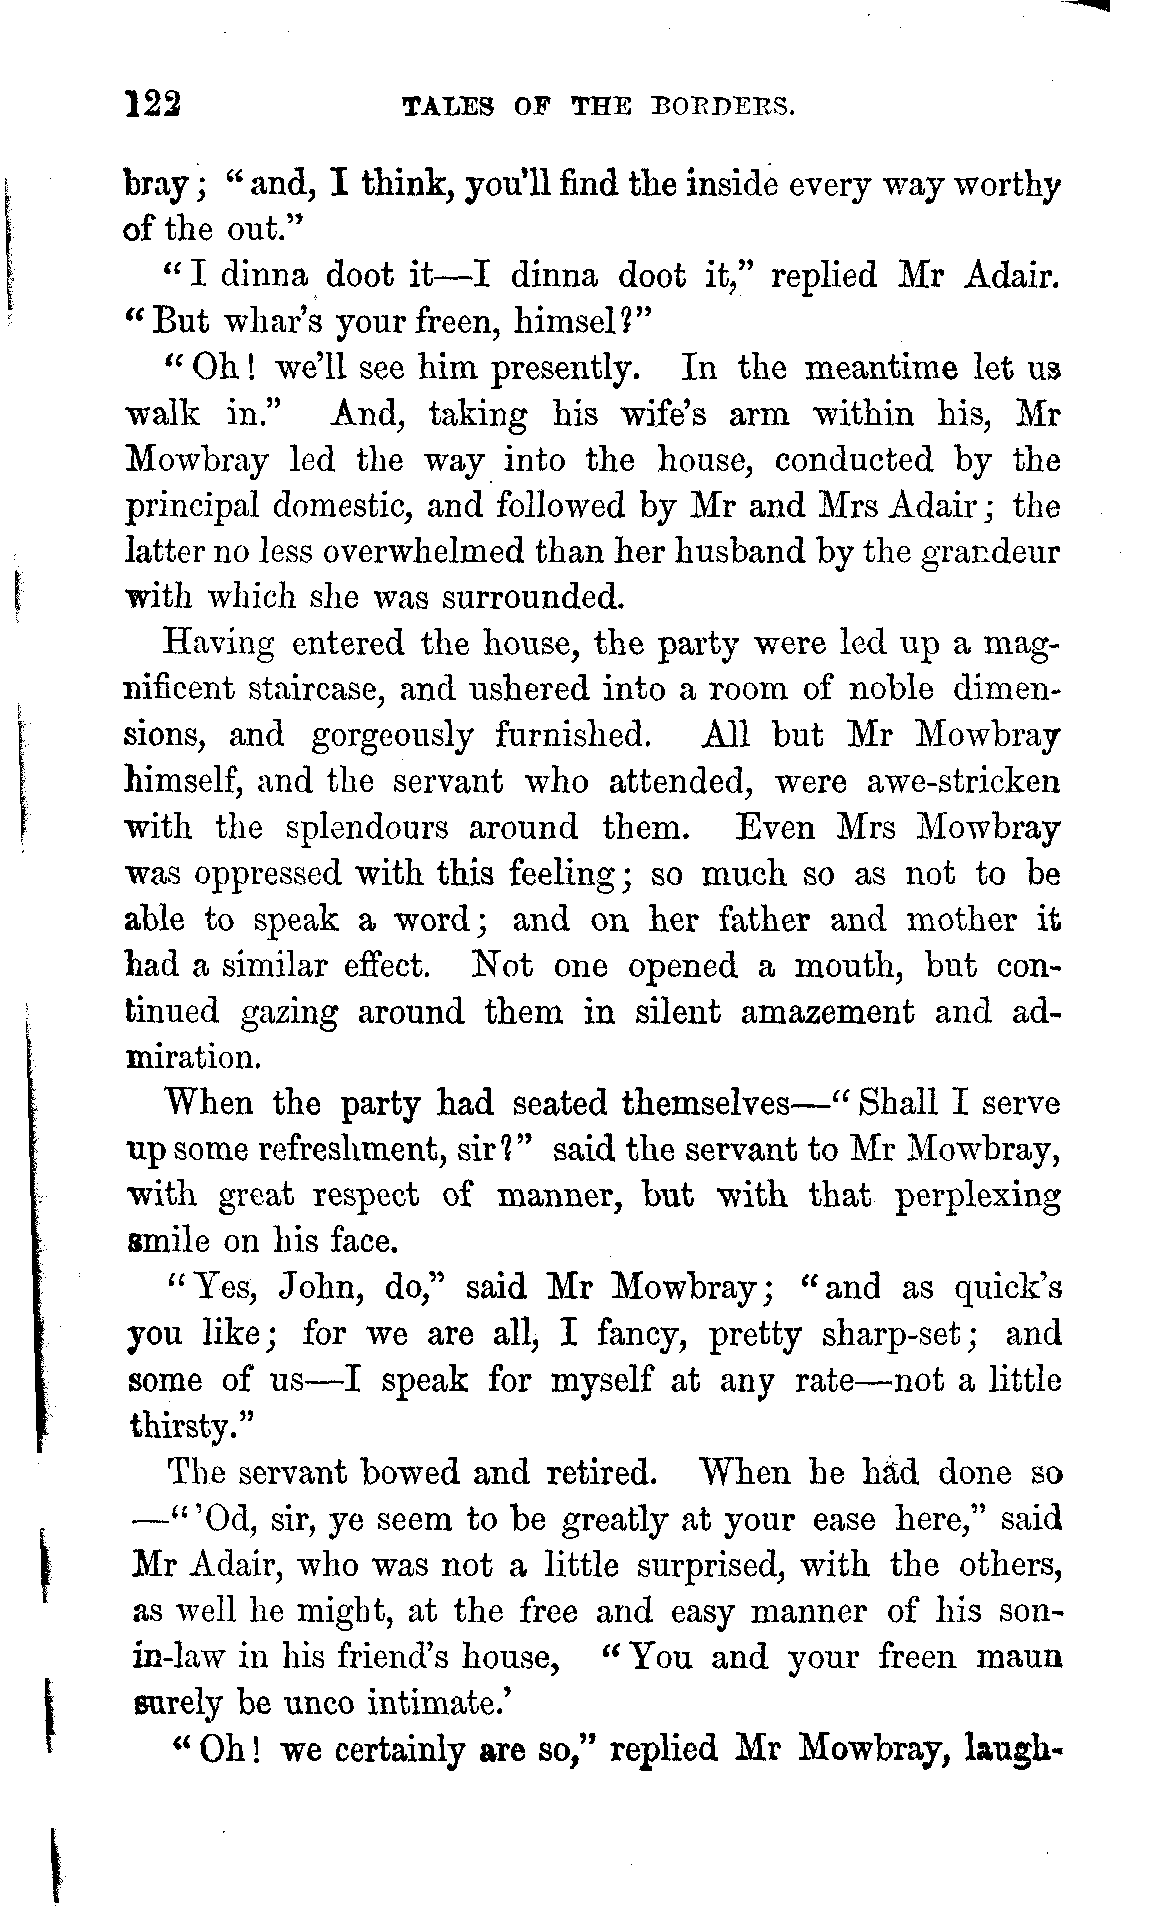 122 TALES OF THE BORDERS.
bray; “and, I think, you’ll find the inside every way worthy
of the out.”
“I dinna doot it—I dinna doot it,” replied Mr Adair.
“But whar’s your freen, himsel?”
“Oh! we’ll see him presently. In the meantime let us
walk in.” And, taking his wife’s arm within his, Mr
Mowbray led the way into the house, conducted by the
principal domestic, and followed by Mr and Mrs Adair; the
latter no less overwhelmed than her husband by the grandeur
with which she was surrounded.
Having entered the house, the party were led up a mag-
nificent staircase, and ushered into a room of noble dimen-
sions, and gorgeously furnished. All but Mr Mowbray
himself, and the servant who attended, were awe-stricken
with the splendours around them. Even Mrs Mowbray
was oppressed with this feeling; so much so as not to be
able to speak a word; and on her father and mother it
had a similar effect. Not one opened a mouth, but con-
tinued gazing around them in silent amazement and ad-
miration.
When the party had seated themselves—“Shall I serve
up some refreshment, sir?” said the servant to Mr Mowbray,
with great respect of manner, but with that perplexing
smile on his face.
“Yes, John, do,” said Mr Mowbray; “and as quick’s
you like; for we are all, I fancy, pretty sharp-set; and
some of us—I speak for myself at any rate—not a little
thirsty.”
The servant bowed and retired. When he had done so
—“’Od, sir, ye seem to be greatly at your ease here,” said
Mr Adair, who was not a little surprised, with the others,
as well he might, at the free and easy manner of his son-
in-law in his friend’s house, “You and your freen maun
surely be unco intimate.’
“Oh! we certainly are so,” replied Mr Mowbray, laugh-